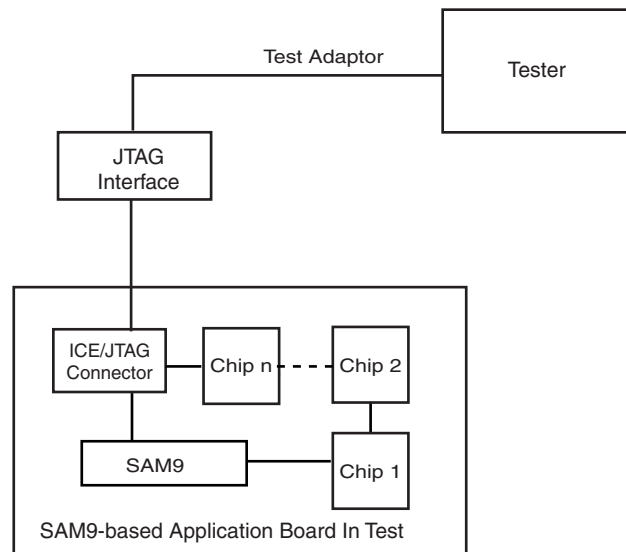 Test Adaptor
Tester
JTAG
Interface
ICE/JTAG
Connector
Chip n
Chip 2
SAM9
Chip 1
SAM9-based Application Board In Test